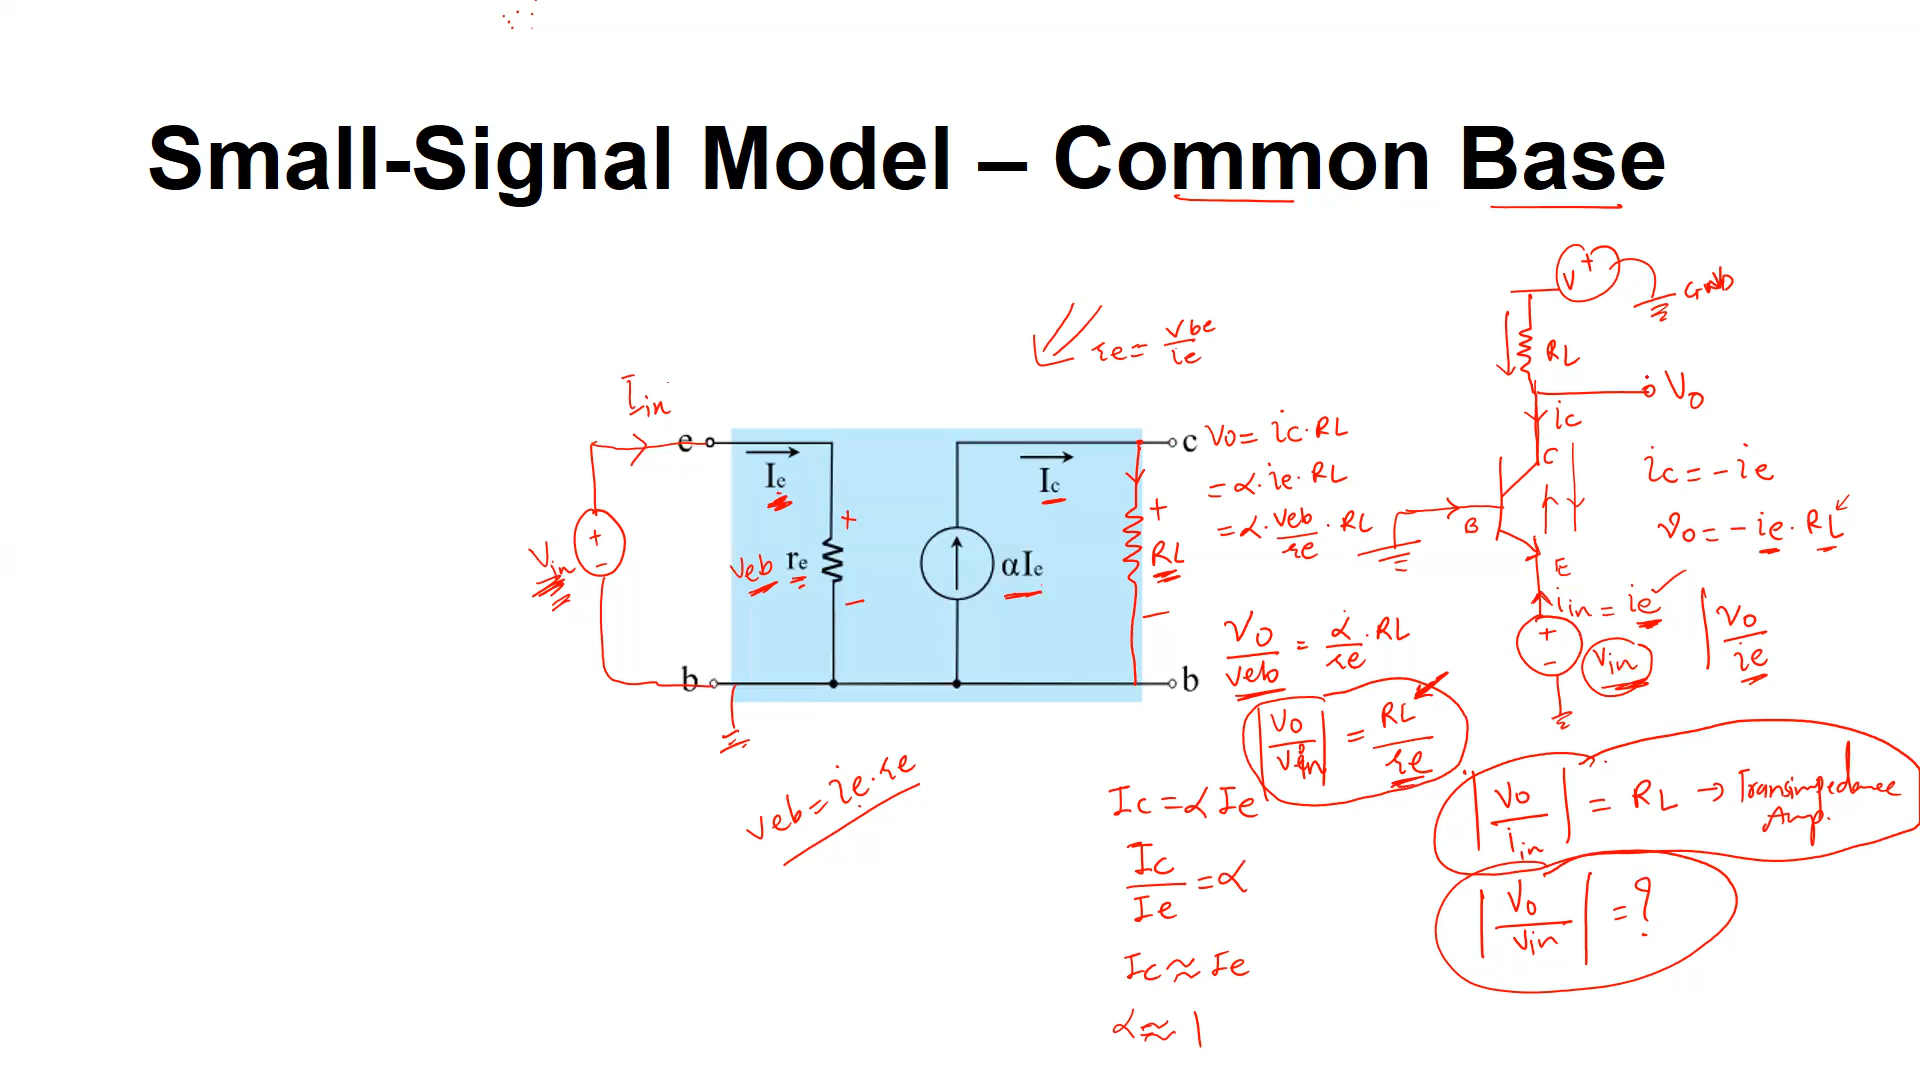 Small-Signal Model – Common Base
Iin
e
Ie
Vin
+
-
veb
re
+
-
b
αIe
Ic
c
+
RL
-
b
veb = ie.re
re = vbe/ie
Vo = ic.RL
= α.ie.RL
= α.veb/re.RL
Vo/veb = α/re.RL
|Vo/vin| = RL/re
Ic = αIe
Ic/Ie = α
Ic ≈ Ie
α ≈ 1
V+
GND
RL
Vo
ic
C
B
E
iin = ie
+
-
Vin
ic = -ie
vo = -ie.RL
|Vo/ie
|Vo/iin| = RL → Transimpedance
Amp.
|Vo/vin| = ?